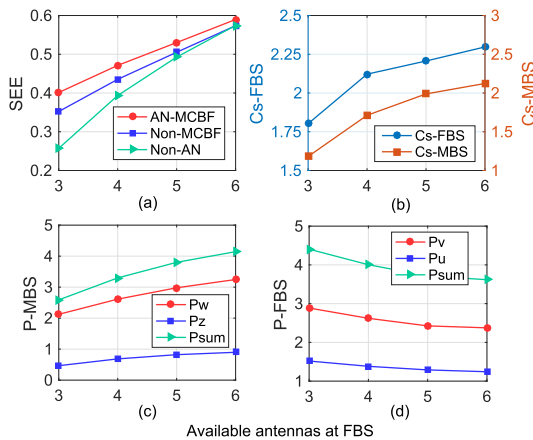 (a)
SEE
0.6
0.5
0.4
0.3
0.2
3 4 5 6
AN-MCBF
Non-MCBF
Non-AN
(b)
Cs-FBS
2.5
2.25
2
1.75
1.5
3 4 5 6
Cs-FBS
Cs-MBS
3
2.5
2
1.5
1
Cs-MBS
(c)
P-MBS
5
4
3
2
1
0
3 4 5 6
Pw
Pz
Psum
(d)
P-FBS
5
4
3
2
1
3 4 5 6
Pv
Pu
Psum
Available antennas at FBS